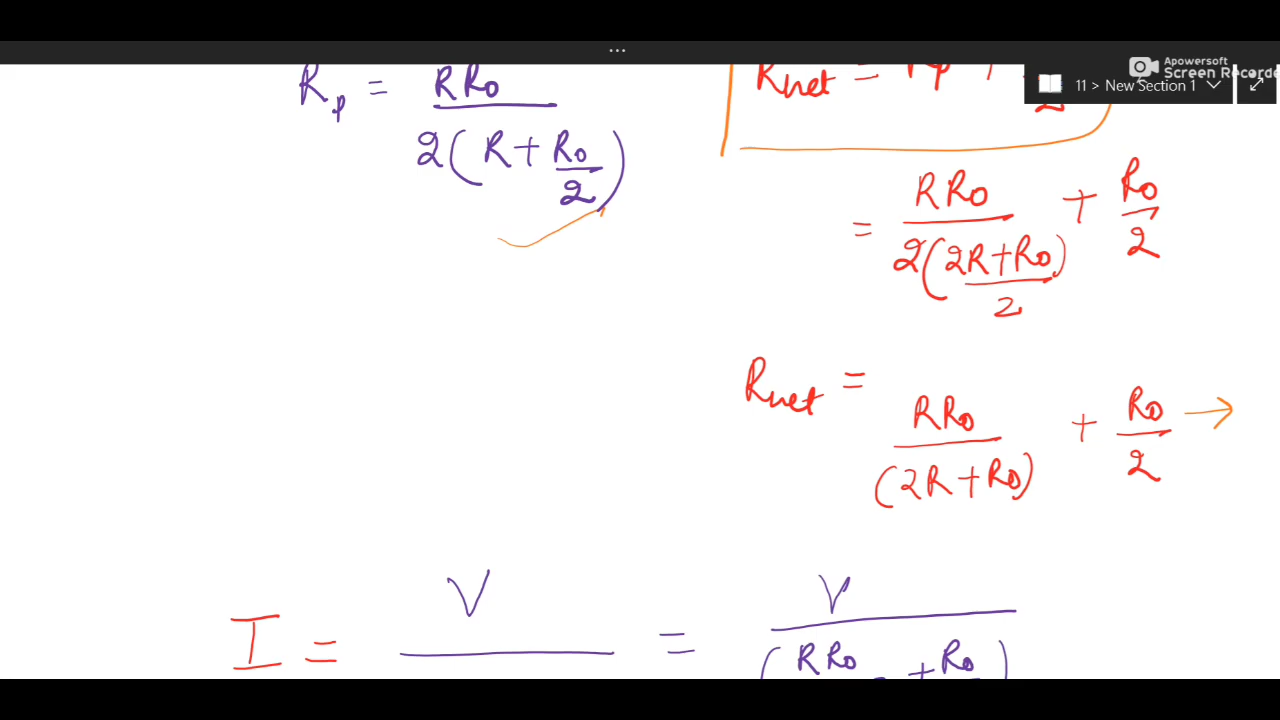 Apowersoft
Screen Recorde
11 > New Section 1
Rp = RR0 / 2(R + R0/2)
Rnet =
= RR0 / 2((2R+R0)/2) + R0/2
Rnet = RR0 / (2R+R0) + R0/2 →
I = V / = V / (RR0 + R0